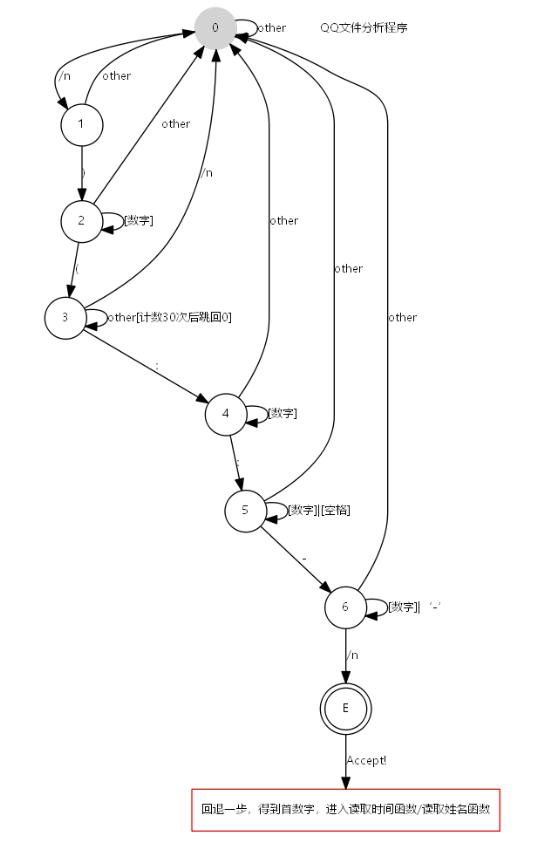 0
other
QQ文件分析程序
/n
other
1
)
other
/n
2
[数字]
other
(
other
3
other[计数30次后跳回0]
other
:
4
[数字]
:
5
[数字]|[空格]
-
6
[数字]| '-'
/n
E
Accept!
回退一步, 得到首数字, 进入读取时间函数/读取姓名函数